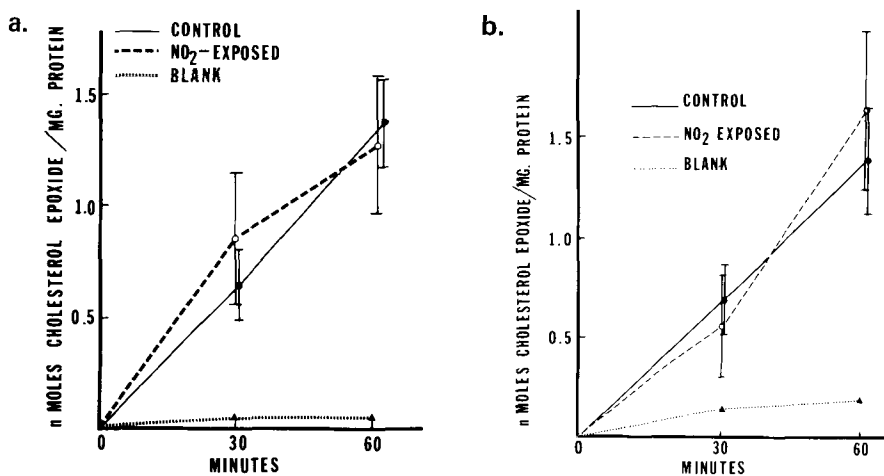 a.
CONTROL
NO2-EXPOSED
BLANK
n MOLES CHOLESTEROL EPOXIDE/MG. PROTEIN
1.5
1.0
0.5
0
30
60
MINUTES
b.
CONTROL
NO2 EXPOSED
BLANK
n MOLES CHOLESTEROL EPOXIDE/MG. PROTEIN
1.5
1.0
0.5
0
30
60
MINUTES